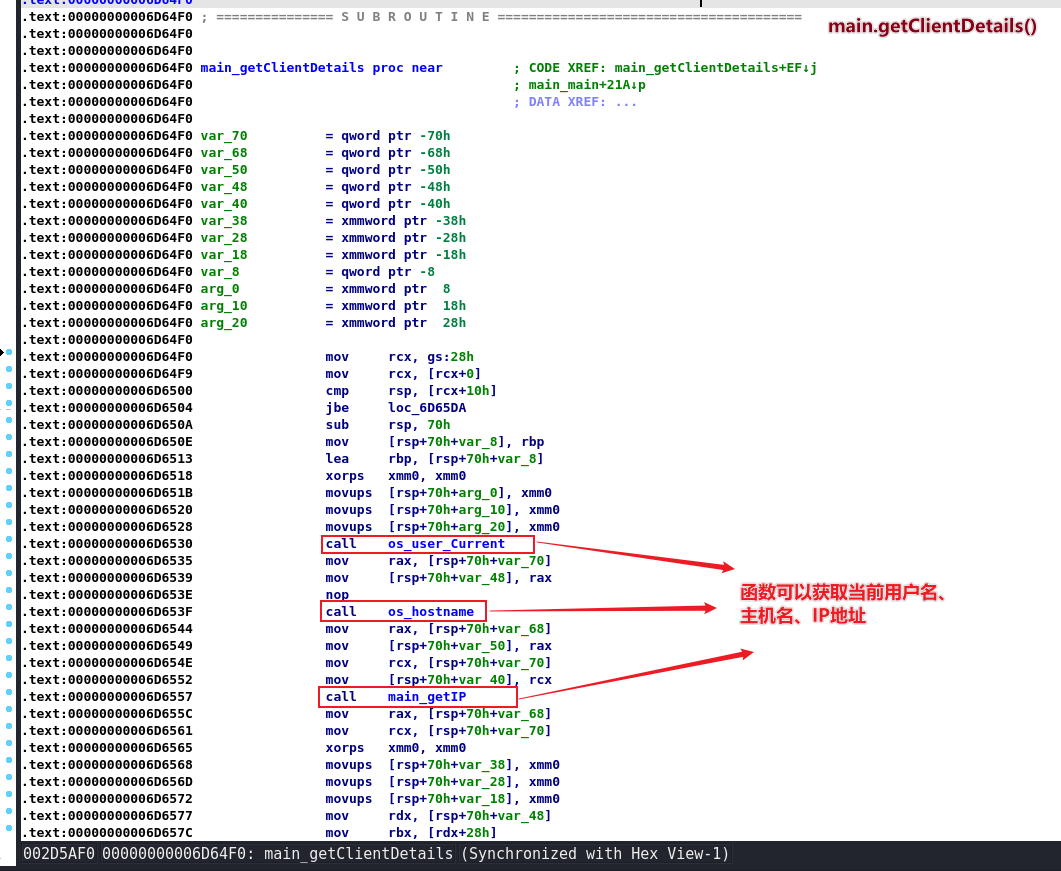 .text:00000000006D64F0
.text:00000000006D64F0 ; =============== S U B R O U T I N E =======================================
main.getClientDetails()
.text:00000000006D64F0
.text:00000000006D64F0
.text:00000000006D64F0 main_getClientDetails proc near ; CODE XREF: main_getClientDetails+EF↓j
.text:00000000006D64F0 ; main_main+21A↓p
.text:00000000006D64F0 ; DATA XREF: ...
.text:00000000006D64F0
.text:00000000006D64F0 var_70 = qword ptr -70h
.text:00000000006D64F0 var_68 = qword ptr -68h
.text:00000000006D64F0 var_50 = qword ptr -50h
.text:00000000006D64F0 var_48 = qword ptr -48h
.text:00000000006D64F0 var_40 = qword ptr -40h
.text:00000000006D64F0 var_38 = xmmword ptr -38h
.text:00000000006D64F0 var_28 = xmmword ptr -28h
.text:00000000006D64F0 var_18 = xmmword ptr -18h
.text:00000000006D64F0 var_8 = qword ptr -8
.text:00000000006D64F0 arg_0 = xmmword ptr 8
.text:00000000006D64F0 arg_10 = xmmword ptr 18h
.text:00000000006D64F0 arg_20 = xmmword ptr 28h
.text:00000000006D64F0
.text:00000000006D64F0 mov rcx, gs:28h
.text:00000000006D64F9 mov rcx, [rcx+0]
.text:00000000006D6500 cmp rsp, [rcx+10h]
.text:00000000006D6504 jbe loc_6D65DA
.text:00000000006D650A sub rsp, 70h
.text:00000000006D650E mov [rsp+70h+var_8], rbp
.text:00000000006D6513 lea rbp, [rsp+70h+var_8]
.text:00000000006D6518 xorps xmm0, xmm0
.text:00000000006D651B movups [rsp+70h+arg_0], xmm0
.text:00000000006D6520 movups [rsp+70h+arg_10], xmm0
.text:00000000006D6528 movups [rsp+70h+arg_20], xmm0
.text:00000000006D6530 call os_user_Current
.text:00000000006D6535 mov rax, [rsp+70h+var_70]
.text:00000000006D6539 mov [rsp+70h+var_48], rax
.text:00000000006D653E nop
.text:00000000006D653F call os_hostname
.text:00000000006D6544 mov rax, [rsp+70h+var_68]
.text:00000000006D6549 mov [rsp+70h+var_50], rax
.text:00000000006D654E mov rcx, [rsp+70h+var_70]
.text:00000000006D6552 mov [rsp+70h+var_40], rcx
.text:00000000006D6557 call main_getIP
.text:00000000006D655C mov rax, [rsp+70h+var_68]
.text:00000000006D6561 mov rcx, [rsp+70h+var_70]
.text:00000000006D6565 xorps xmm0, xmm0
.text:00000000006D6568 movups [rsp+70h+var_38], xmm0
.text:00000000006D656D movups [rsp+70h+var_28], xmm0
.text:00000000006D6572 movups [rsp+70h+var_18], xmm0
.text:00000000006D6577 mov rdx, [rsp+70h+var_48]
.text:00000000006D657C mov rbx, [rdx+28h]
函数可以获取当前用户名、
主机名、IP地址
002D5AF0 00000000006D64F0: main_getClientDetails (Synchronized with Hex View-1)